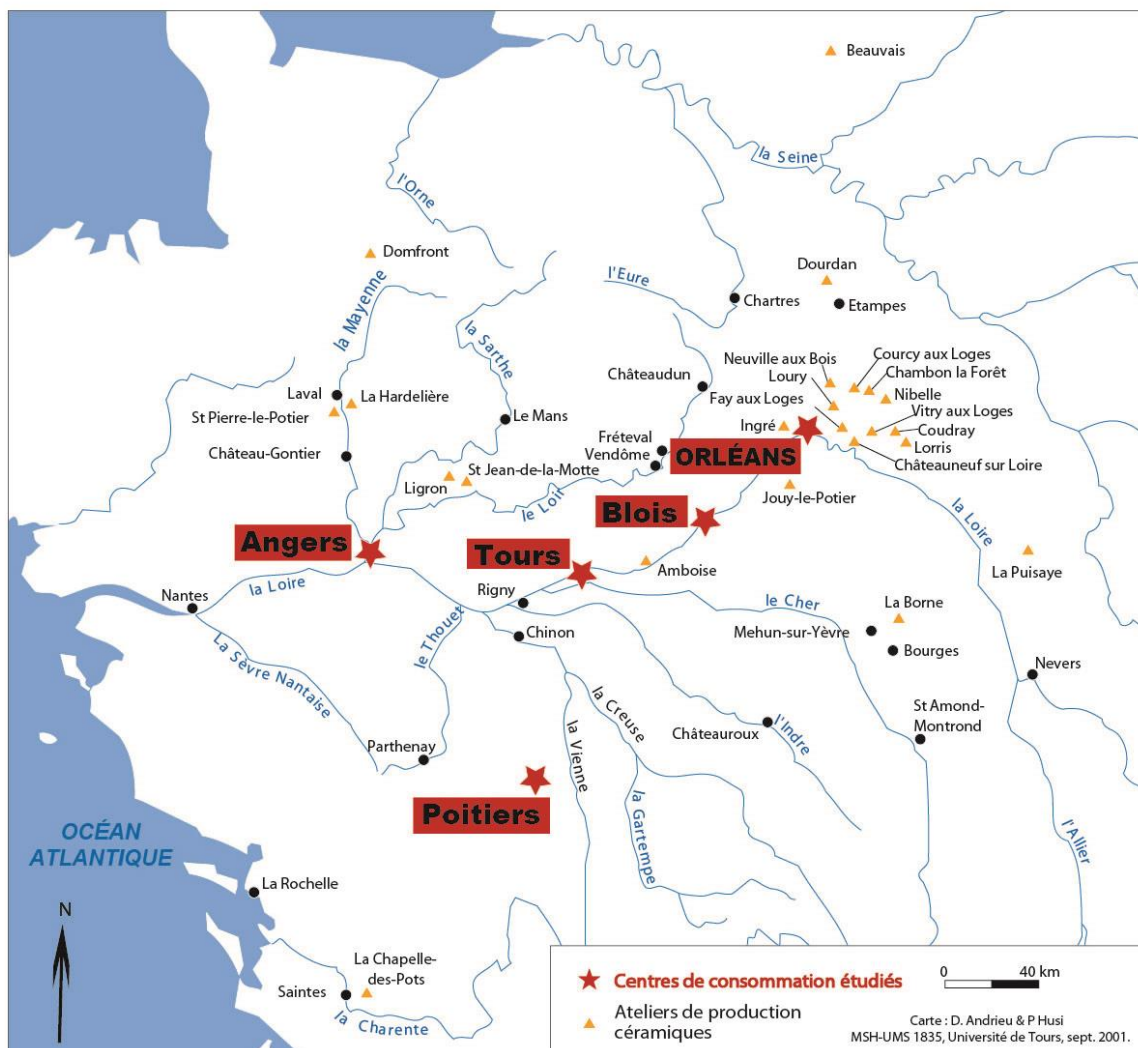 Beauvais
la Seine
l'Orne
Domfront
la Mayenne
l'Eure
Dourdan
Chartres
Etampes
la Sarthe
Neuville aux Bois
Courcy aux Loges
Loury
Chambon la Forêt
Châteaudun
Nibelle
Laval
La Hardelière
Fay aux Loges
Vitry aux Loges
St Pierre-le-Potier
Le Mans
Ingré
Coudray
Lorris
Fréteval
Vendôme
ORLÉANS
Châteauneuf sur Loire
Château-Gontier
St Jean-de-la-Motte
Ligron
le Loir
Jouy-le-Potier
la Loire
Blois
Angers
Tours
Amboise
La Puisaye
la Loire
Nantes
Rigny
le Cher
La Borne
Mehun-sur-Yèvre
Chinon
le Thouet
Bourges
La Sèvre Nantaise
Nevers
la Creuse
St Amond-
Montrond
la Vienne
Châteauroux
l'Indre
Parthenay
Poitiers
la Gartempe
l'Allier
OCÉAN
ATLANTIQUE
La Rochelle
N
La Chapelle-
des-Pots
Saintes
la Charente
Centres de consommation étudiés
0 40 km
Ateliers de production
céramiques
Carte : D. Andrieu & P Husi
MSH-UMS 1835, Université de Tours, sept. 2001.